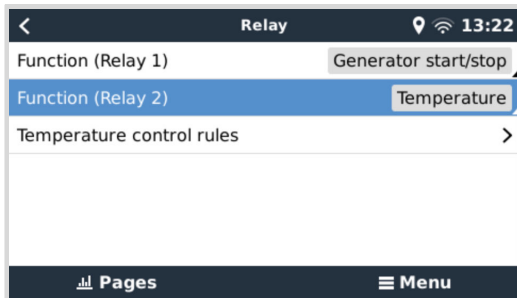 Relay 13:22
Function (Relay 1) Generator start/stop
Function (Relay 2) Temperature
Temperature control rules
Pages Menu